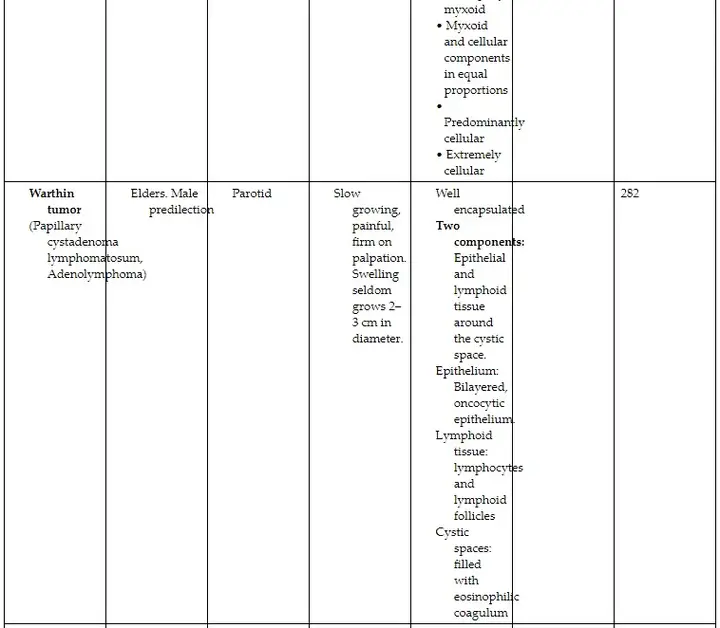 myxoid
• Myxoid
and cellular
components
in equal
proportions
•
Predominantly
cellular
• Extremely
cellular
Warthin
tumor
(Papillary
cystadenoma
lymphomatosum,
Adenolymphoma)
Elders. Male
predilection
Parotid
Slow
growing,
painful,
firm on
palpation.
Swelling
seldom
grows 2–
3 cm in
diameter.
Well
encapsulated
Two
components:
Epithelial
and
lymphoid
tissue
around
the cystic
space.
Epithelium:
Bilayered,
oncocytic
epithelium.
Lymphoid
tissue:
lymphocytes
and
lymphoid
follicles
Cystic
spaces:
filled
with
eosinophilic
coagulum
282